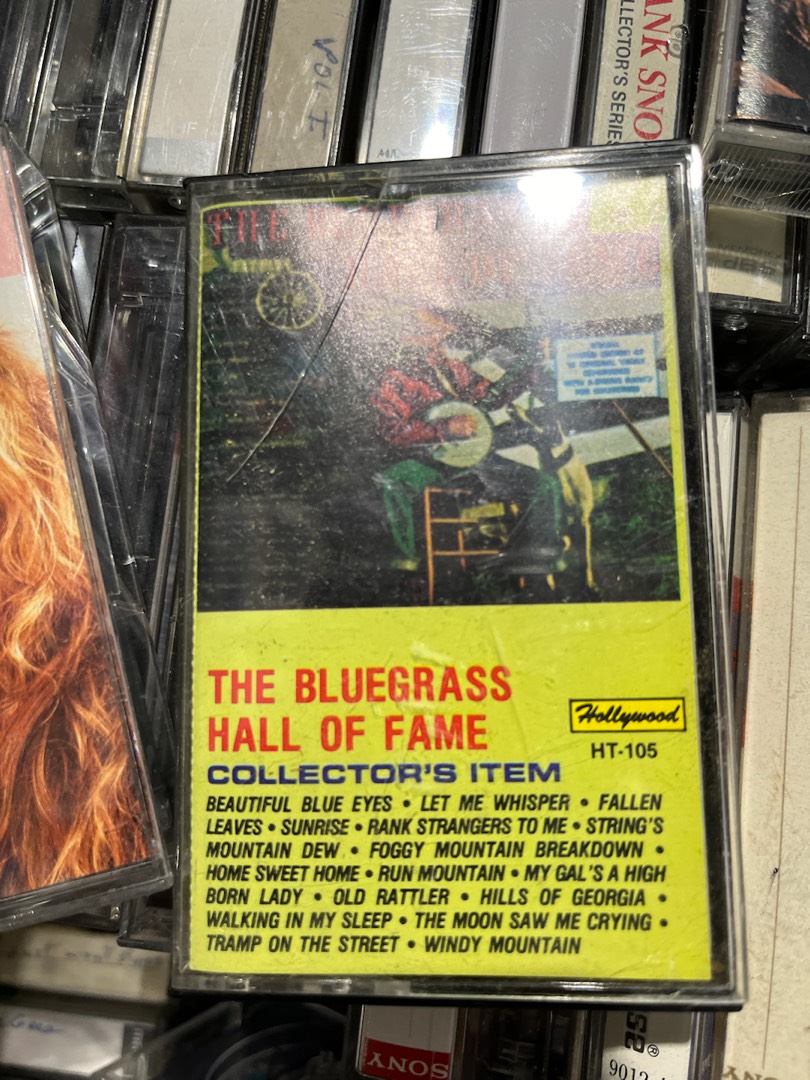 VOL I
ANK SNO
LLECTOR'S SERIES
THE
THE BLUEGRASS
HALL OF FAME
Hollywood
HT-105
COLLECTOR'S ITEM
BEAUTIFUL BLUE EYES • LET ME WHISPER • FALLEN
LEAVES • SUNRISE • RANK STRANGERS TO ME • STRING'S
MOUNTAIN DEW • FOGGY MOUNTAIN BREAKDOWN •
HOME SWEET HOME • RUN MOUNTAIN • MY GAL'S A HIGH
BORN LADY • OLD RATTLER • HILLS OF GEORGIA •
WALKING IN MY SLEEP • THE MOON SAW ME CRYING •
TRAMP ON THE STREET • WINDY MOUNTAIN
SONY